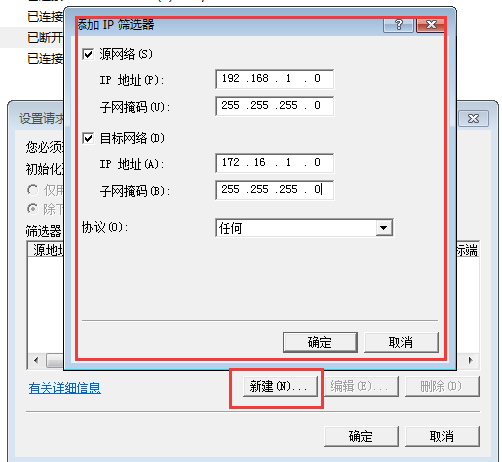 已连接
已断开
已连接
添加 IP 筛选器
源网络(S)
IP 地址(P): 192 .168 . 1 . 0
子网掩码(U): 255 .255 .255 . 0
目标网络(D)
IP 地址(A): 172 .16 . 1 . 0
子网掩码(B): 255 .255 .255 . 0
协议(O): 任何
确定 取消
设置请求
您必须
初始化
仅用
除下
筛选器
源地址
标端
新建(N)... 编辑(E)... 删除(D)
有关详细信息
确定 取消